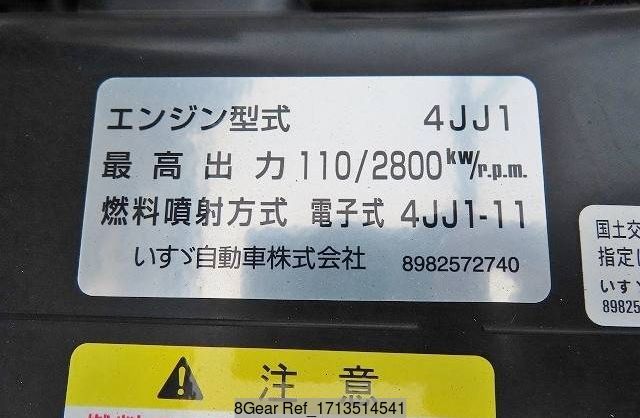 エンジン型式 4JJ1
最高出力 110/2800kw/r.p.m.
燃料噴射方式 電子式 4JJ1-11
いすゞ自動車株式会社 8982572740
国土交
指定
いすゞ
89825
注意
8Gear Ref_1713514541